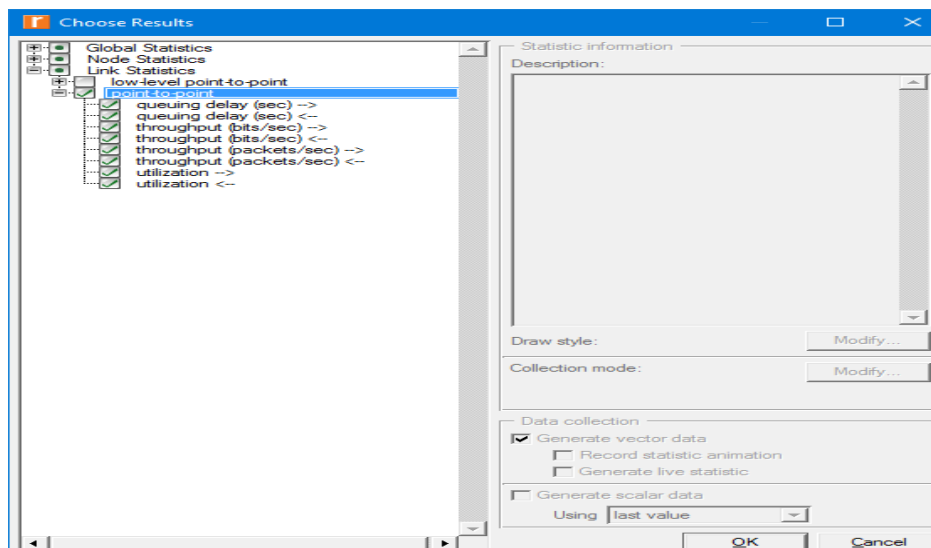 Choose Results
Global Statistics
Node Statistics
Link Statistics
low-level point-to-point
point-to-point
queuing delay (sec) -->
queuing delay (sec) <--
throughput (bits/sec) -->
throughput (bits/sec) <--
throughput (packets/sec) -->
throughput (packets/sec) <--
utilization -->
utilization <--
Statistic information
Description:
Draw style:
Modify...
Collection mode:
Modify...
Data collection
Generate vector data
Record statistic animation
Generate live statistic
Generate scalar data
Using last value
OK Cancel